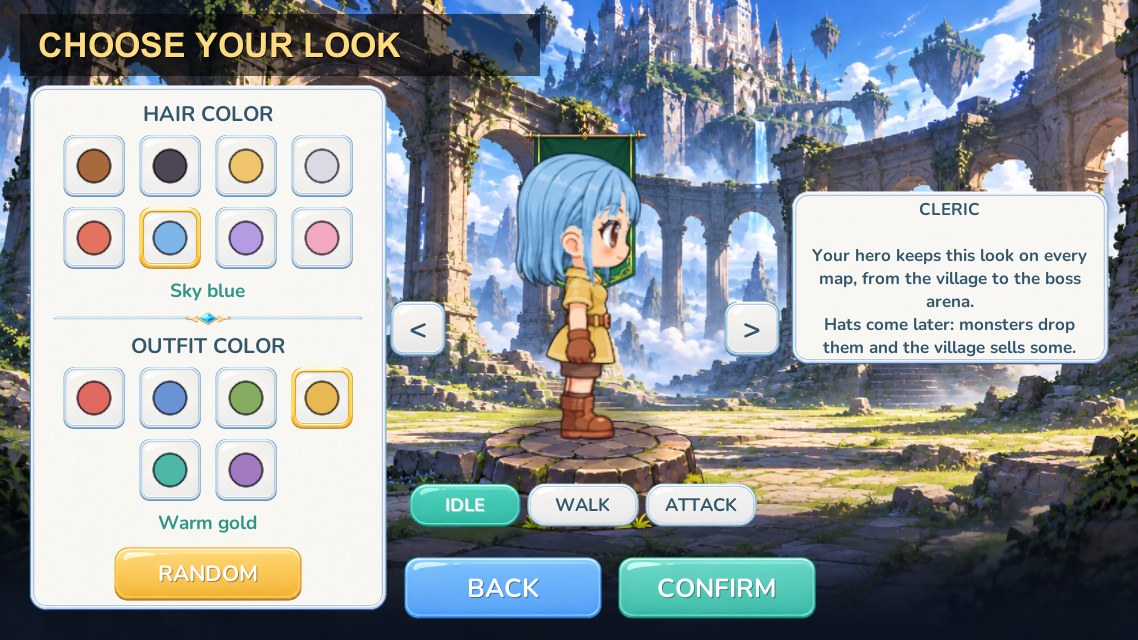 CHOOSE YOUR LOOK
HAIR COLOR
Sky blue
OUTFIT COLOR
Warm gold
RANDOM
<
>
IDLE
WALK
ATTACK
BACK
CONFIRM
CLERIC
Your hero keeps this look on every
map, from the village to the boss
arena.
Hats come later: monsters drop
them and the village sells some.